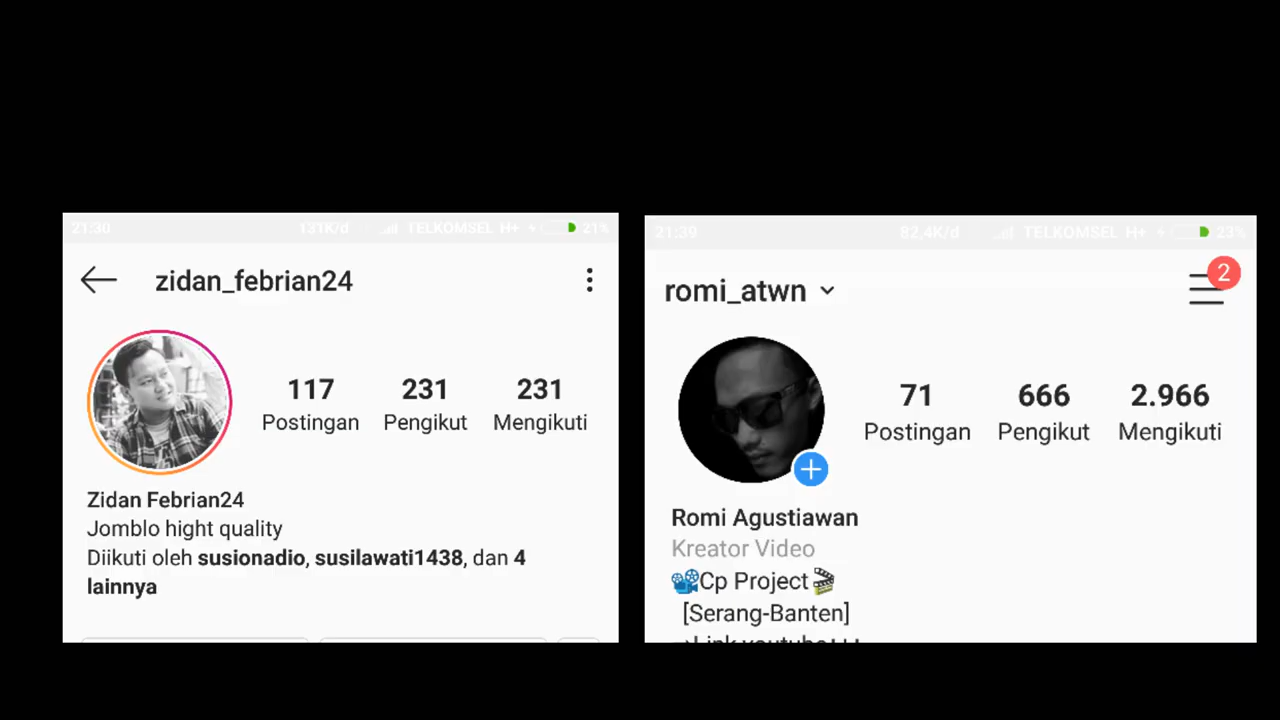 21:30 131K/d TELKOMSEL H+ 21%
zidan_febrian24
117 231 231
Postingan Pengikut Mengikuti
Zidan Febrian24
Jomblo hight quality
Diikuti oleh susionadio, susilawati1438, dan 4
lainnya
21:39 82,4K/d TELKOMSEL H+ 23%
romi_atwn
2
71 666 2.966
Postingan Pengikut Mengikuti
Romi Agustiawan
Kreator Video
Cp Project
[Serang-Banten]
Link youtube